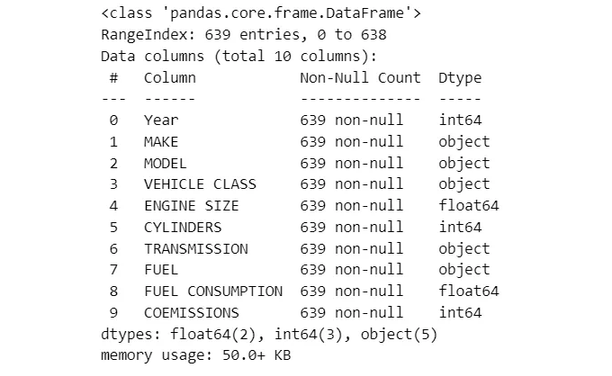 <class 'pandas.core.frame.DataFrame'>
RangeIndex: 639 entries, 0 to 638
Data columns (total 10 columns):
 #   Column            Non-Null Count  Dtype
---  ------            --------------  -----
 0   Year              639 non-null    int64
 1   MAKE              639 non-null    object
 2   MODEL             639 non-null    object
 3   VEHICLE CLASS     639 non-null    object
 4   ENGINE SIZE       639 non-null    float64
 5   CYLINDERS         639 non-null    int64
 6   TRANSMISSION      639 non-null    object
 7   FUEL              639 non-null    object
 8   FUEL CONSUMPTION  639 non-null    float64
 9   COEMISSIONS       639 non-null    int64
dtypes: float64(2), int64(3), object(5)
memory usage: 50.0+ KB